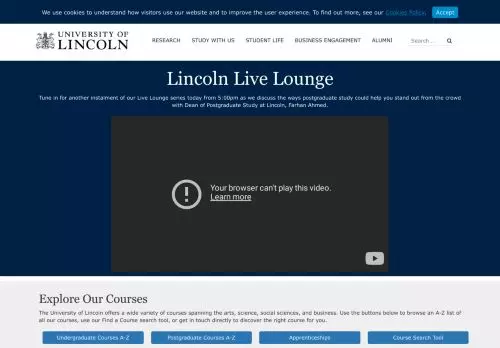 We use cookies to understand how visitors use our website and to improve the user experience. To find out more, see our Cookies Policy. Accept
UNIVERSITY OF
LINCOLN
RESEARCH STUDY WITH US STUDENT LIFE BUSINESS ENGAGEMENT ALUMNI Search...
Lincoln Live Lounge
Tune in for another instalment of our Live Lounge series today from 5:00pm as we discuss the ways postgraduate study could help you stand out from the crowd
with Dean of Postgraduate Study at Lincoln, Farhan Ahmed.
Your browser can't play this video.
Learn more
Explore Our Courses
The University of Lincoln offers a wide variety of courses spanning the arts, science, social sciences, and business. Use the buttons below to browse an A-Z list of
all our courses, use our Find a Course search tool, or get in touch directly to discover the right course for you.
Undergraduate Courses A-Z Postgraduate Courses A-Z Apprenticeships Course Search Tool